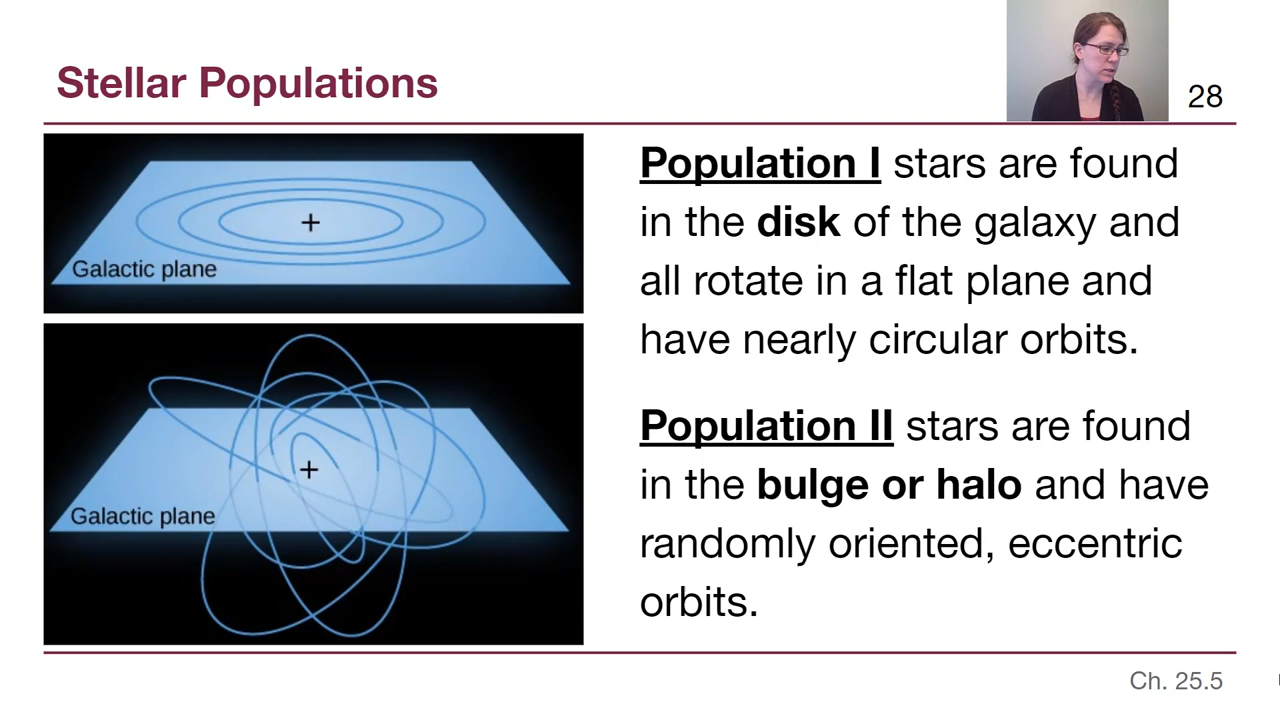 Stellar Populations
28
Galactic plane
Galactic plane
Population I stars are found
in the disk of the galaxy and
all rotate in a flat plane and
have nearly circular orbits.
Population II stars are found
in the bulge or halo and have
randomly oriented, eccentric
orbits.
Ch. 25.5